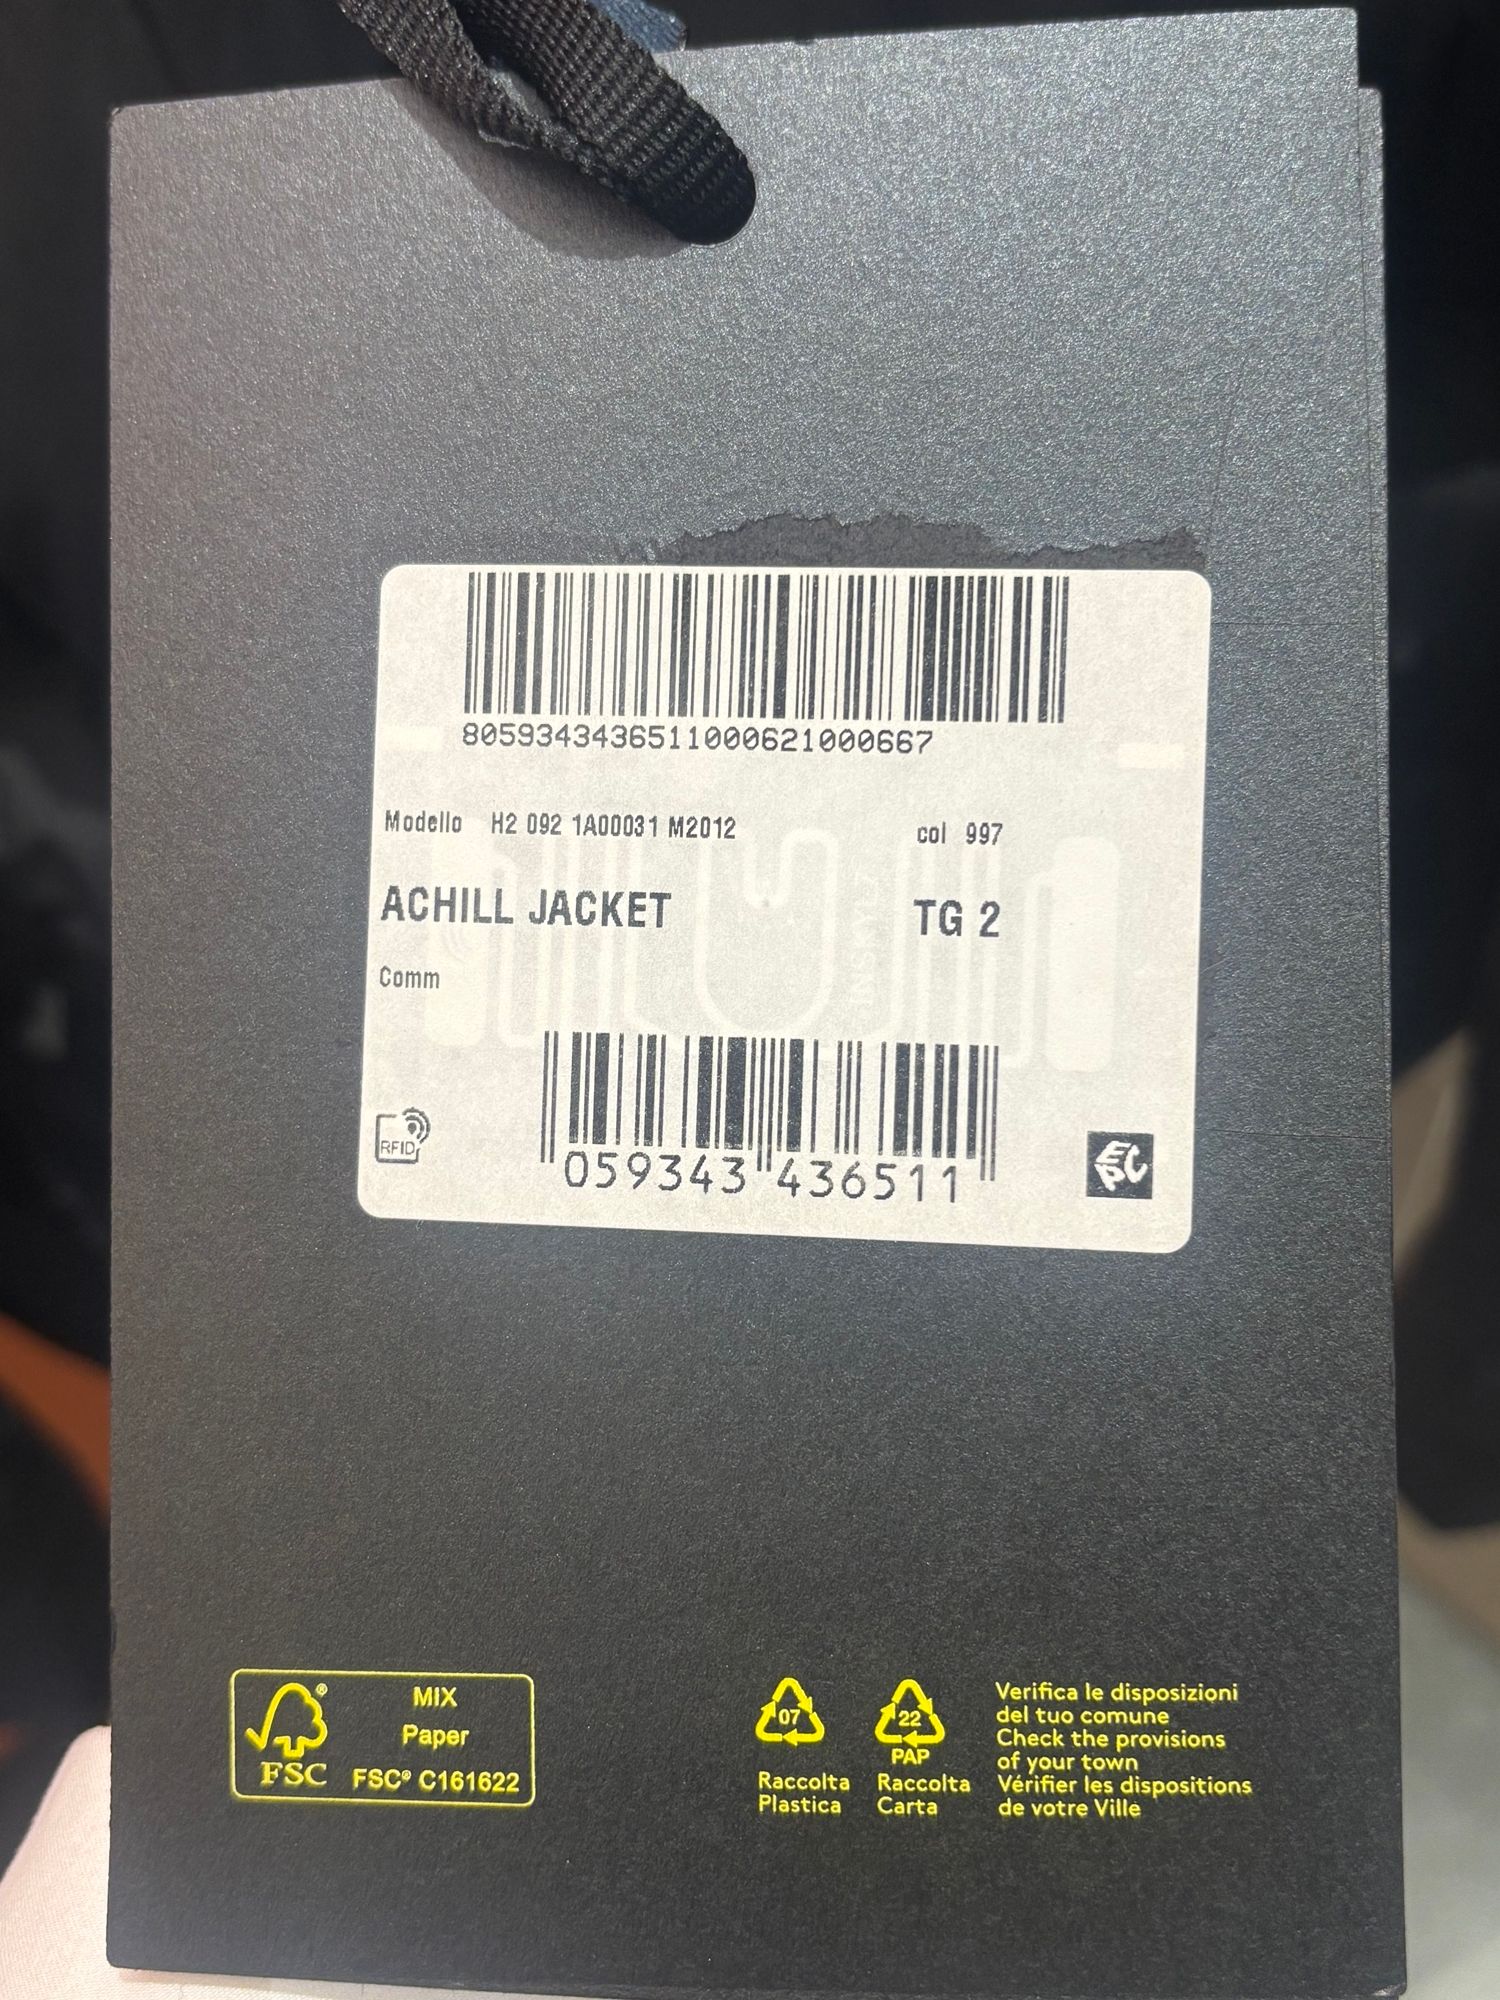 8059343436511000621000667
Modello H2 092 1A00031 M2012 col 997
ACHILL JACKET TG 2
Comm
RFID
059343 436511
EPC
MIX
Paper
FSC
FSC® C161622
07
Raccolta
Plastica
22
PAP
Raccolta
Carta
Verifica le disposizioni
del tuo comune
Check the provisions
of your town
Vérifier les dispositions
de votre Ville